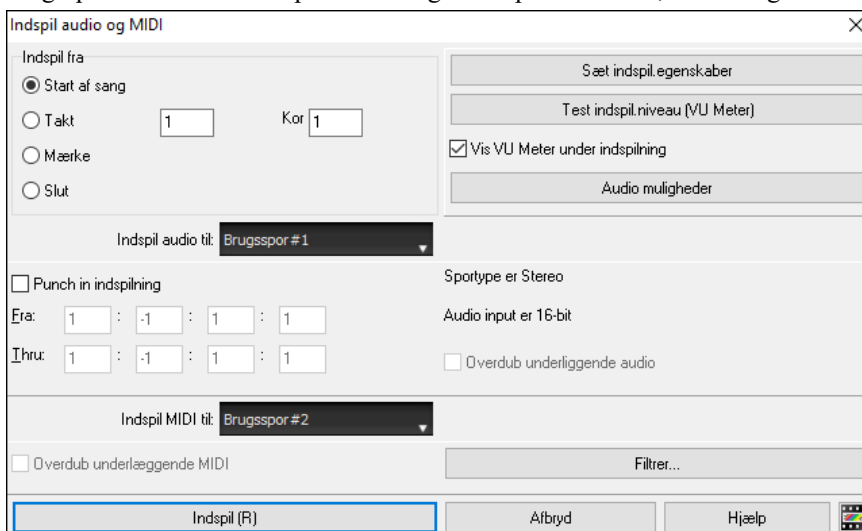 Indspil audio og MIDI
Indspil fra
Start af sang
Takt 1 Kor 1
Mærke
Slut
Sæt indspil.egenskaber
Test indspil.niveau (VU Meter)
Vis VU Meter under indspilning
Audio muligheder
Indspil audio til: Brugsspor #1
Punch in indspilning
Fra: 1 : -1 : 1 : 1
Thru: 1 : -1 : 1 : 1
Sportype er Stereo
Audio input er 16-bit
Overdub underliggende audio
Indspil MIDI til: Brugsspor #2
Overdub underlæggende MIDI
Filtrer...
Indspil (R)
Afbryd
Hjælp